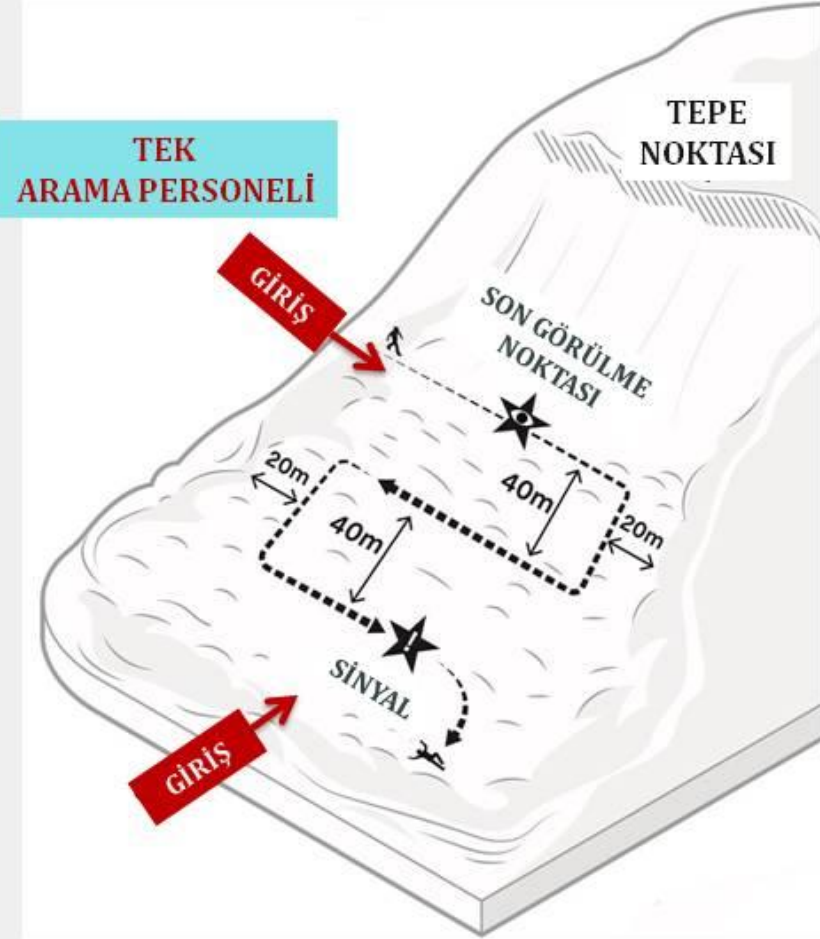 TEPE
NOKTASI
TEK
ARAMA PERSONELİ
GİRİŞ
SON GÖRÜLME
NOKTASI
20m
40m
20m
40m
!
SİNYAL
GİRİŞ